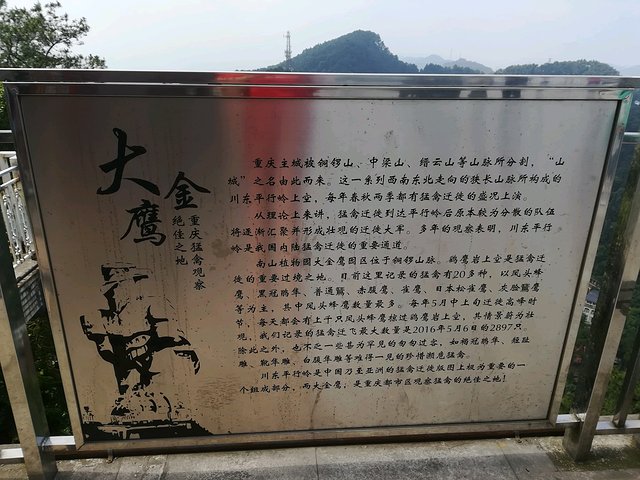 大金鹰
重庆猛禽观察
绝佳之地
重庆主城被铜锣山、中梁山、缙云山等山脉所分割，“山
城”之名由此而来。这一系列西南东北走向的狭长山脉所构成的
川东平行岭上空，每年春秋两季都有猛禽迁徙的盛况上演。
从理论上来讲，猛禽迁徙到达平行岭后原本较为分散的队伍
将逐渐汇聚并形成壮观的迁徙大军。多年的观察表明，川东平行
岭是我国内陆猛禽迁徙的重要通道。
南山植物园大金鹰园区位于铜锣山脉。鹞鹰岩上空是猛禽迁
徙的重要过境之地。目前这里记录的猛禽有20多种，以凤头蜂
鹰、黑冠鹃隼、普通鵟、赤腹鹰、雀鹰、日本松雀鹰、灰脸鵟鹰
等为主，其中凤头蜂鹰数量最多。每年5月中上旬迁徙高峰时
节，每天都会有上千只凤头蜂鹰掠过鹞鹰岩上空，其情景蔚为壮
观，我们记录的猛禽迁飞最大数量是2016年5月6日的2897只。
除此之外，也不乏一些甚为罕见的匆匆过客，如褐冠鹃隼、短趾
雕、靴隼雕、白腹隼雕等难得一见的珍稀濒危猛禽。
川东平行岭是中国乃至亚洲的猛禽迁徙版图上极为重要的一
个组成部分，而大金鹰，是重庆都市区观察猛禽的绝佳之地！